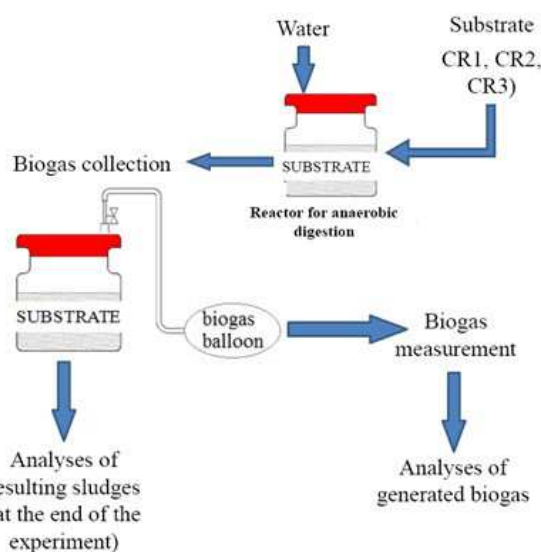 Water
Substrate
CR1, CR2,
CR3)
SUBSTRATE
Biogas collection
Reactor for anaerobic
digestion
SUBSTRATE
biogas
balloon
Biogas
measurement
Analyses of
esulting sludges
at the end of the
experiment)
Analyses of
generated biogas